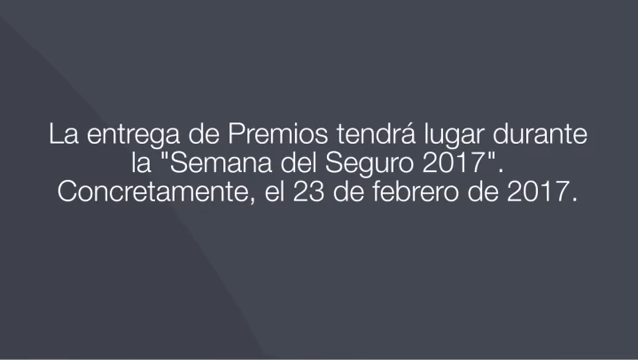 La entrega de Premios tendrá lugar durante
la "Semana del Seguro 2017".
Concretamente, el 23 de febrero de 2017.